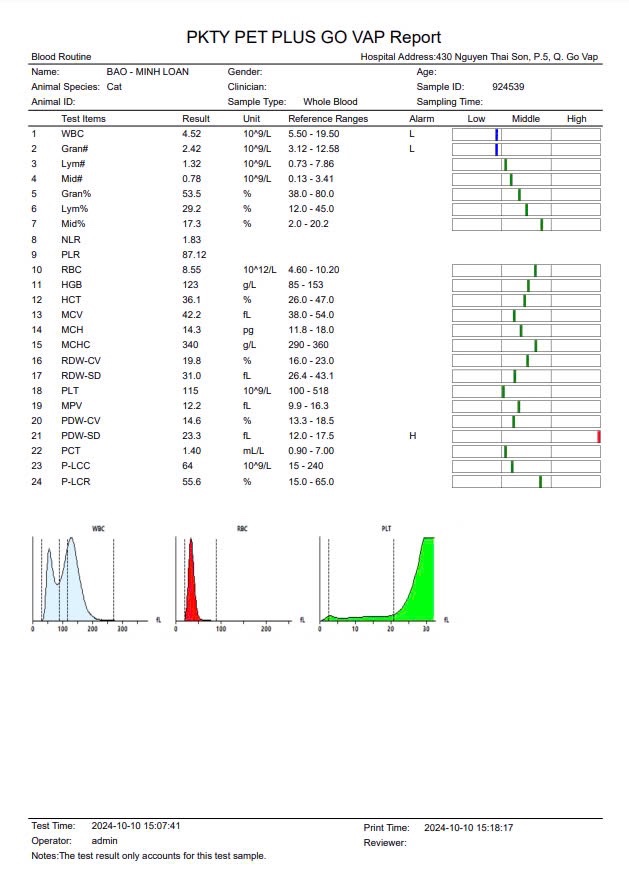 PKTY PET PLUS GO VAP Report
Blood Routine Hospital Address:430 Nguyen Thai Son, P.5, Q. Go Vap
Name: BAO - MINH LOAN Gender: Age:
Animal Species: Cat Clinician: Sample ID: 924539
Animal ID: Sample Type: Whole Blood Sampling Time:
Test Items Result Unit Reference Ranges Alarm Low Middle High
1 WBC 4.52 10^9/L 5.50 - 19.50 L
2 Gran# 2.42 10^9/L 3.12 - 12.58 L
3 Lym# 1.32 10^9/L 0.73 - 7.86
4 Mid# 0.78 10^9/L 0.13 - 3.41
5 Gran% 53.5 % 38.0 - 80.0
6 Lym% 29.2 % 12.0 - 45.0
7 Mid% 17.3 % 2.0 - 20.2
8 NLR 1.83
9 PLR 87.12
10 RBC 8.55 10^12/L 4.60 - 10.20
11 HGB 123 g/L 85 - 153
12 HCT 36.1 % 26.0 - 47.0
13 MCV 42.2 fL 38.0 - 54.0
14 MCH 14.3 pg 11.8 - 18.0
15 MCHC 340 g/L 290 - 360
16 RDW-CV 19.8 % 16.0 - 23.0
17 RDW-SD 31.0 fL 26.4 - 43.1
18 PLT 115 10^9/L 100 - 518
19 MPV 12.2 fL 9.9 - 16.3
20 PDW-CV 14.6 % 13.3 - 18.5
21 PDW-SD 23.3 fL 12.0 - 17.5 H
22 PCT 1.40 mL/L 0.90 - 7.00
23 P-LCC 64 10^9/L 15 - 240
24 P-LCR 55.6 % 15.0 - 65.0
WBC RBC PLT
0 100 200 300 fL 0 100 200 fL 0 10 20 30 fL
Test Time: 2024-10-10 15:07:41 Print Time: 2024-10-10 15:18:17
Operator: admin Reviewer:
Notes:The test result only accounts for this test sample.